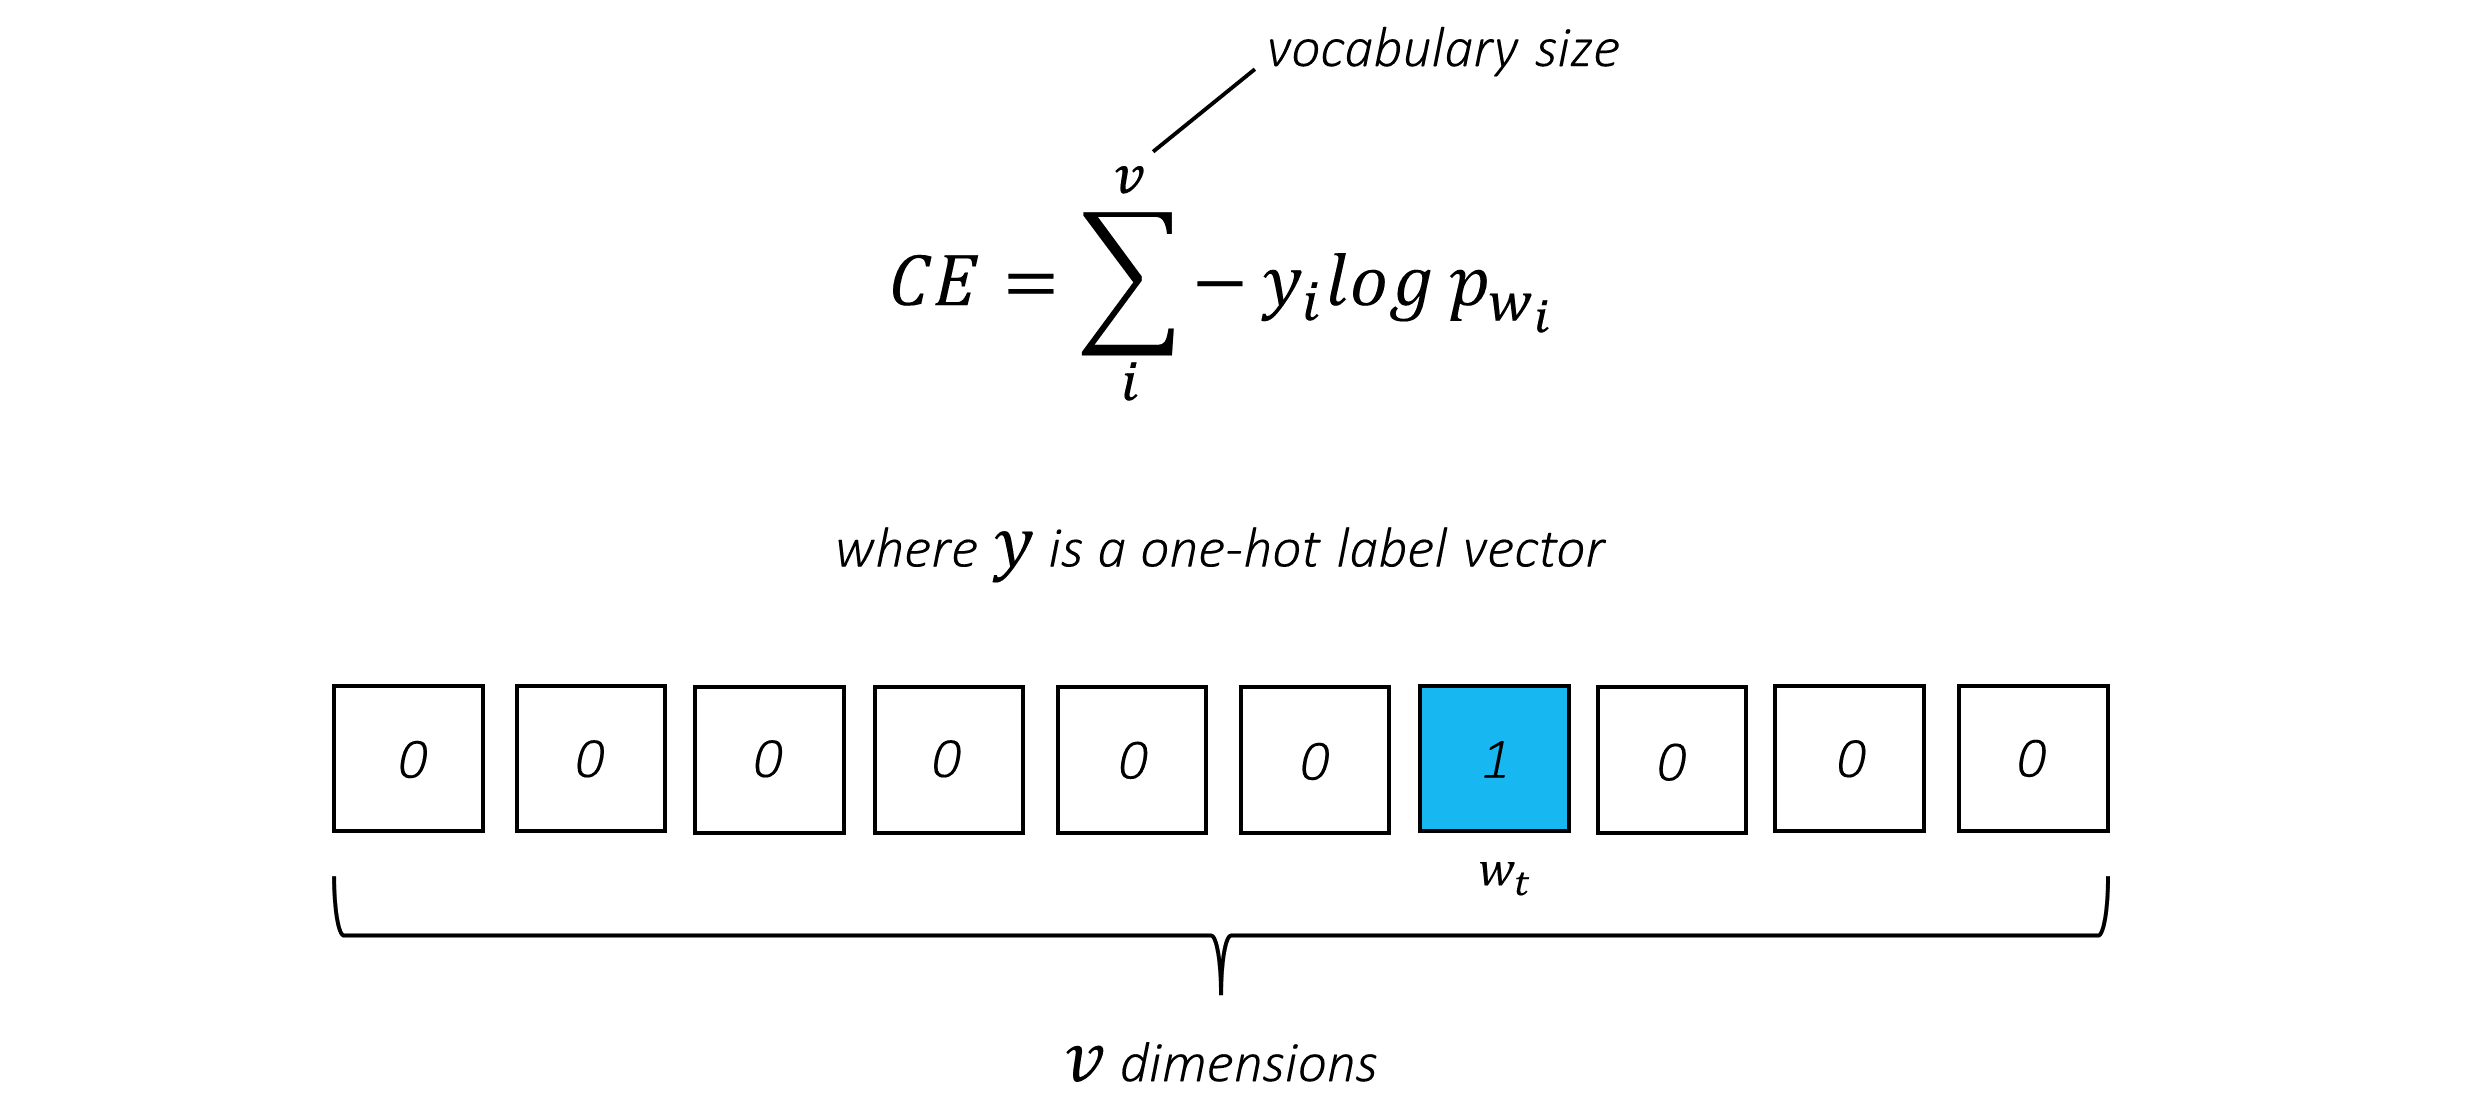 vocabulary size
v
CE = ∑ − y_i log p_{w_i}
i
where y is a one-hot label vector
0 0 0 0 0 0 1 0 0 0
w_t
v dimensions